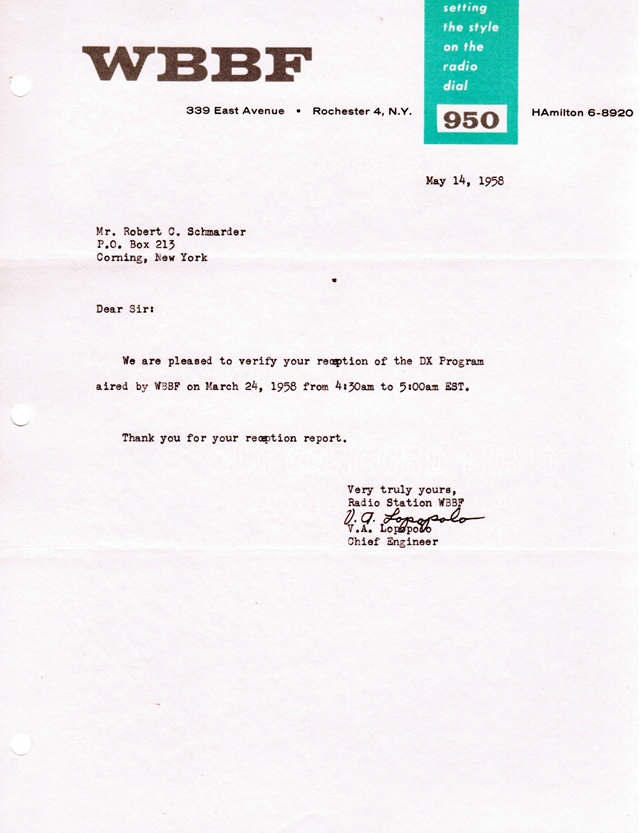 WBBF
setting
the style
on the
radio
dial
950
339 East Avenue • Rochester 4, N.Y.
HAmilton 6-8920
May 14, 1958
Mr. Robert C. Schmarder
P.O. Box 213
Corning, New York
Dear Sir:
We are pleased to verify your reception of the DX Program
aired by WBBF on March 24, 1958 from 4:30am to 5:00am EST.
Thank you for your reception report.
Very truly yours,
Radio Station WBBF
V. A. Lopopolo
V.A. Lopopolo
Chief Engineer